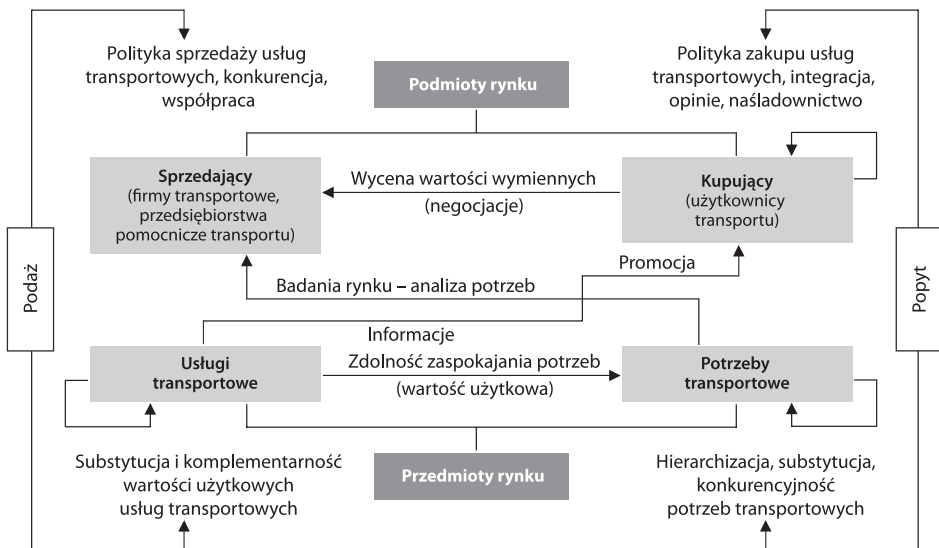 Polityka sprzedaży usług
transportowych, konkurencja,
współpraca
Polityka zakupu usług
transportowych, integracja,
opinie, naśladownictwo
Podmioty rynku
Sprzedający
(firmy transportowe,
przedsiębiorstwa
pomocnicze transportu)
Wycena wartości wymiennych
(negocjacje)
Kupujący
(użytkownicy
transportu)
Podaż
Popyt
Promocja
Badania rynku – analiza potrzeb
Informacje
Usługi
transportowe
Zdolność zaspokajania potrzeb
(wartość użytkowa)
Potrzeby
transportowe
Przedmioty rynku
Substytucja i komplementarność
wartości użytkowych
usług transportowych
Hierarchizacja, substytucja,
konkurencyjność
potrzeb transportowych